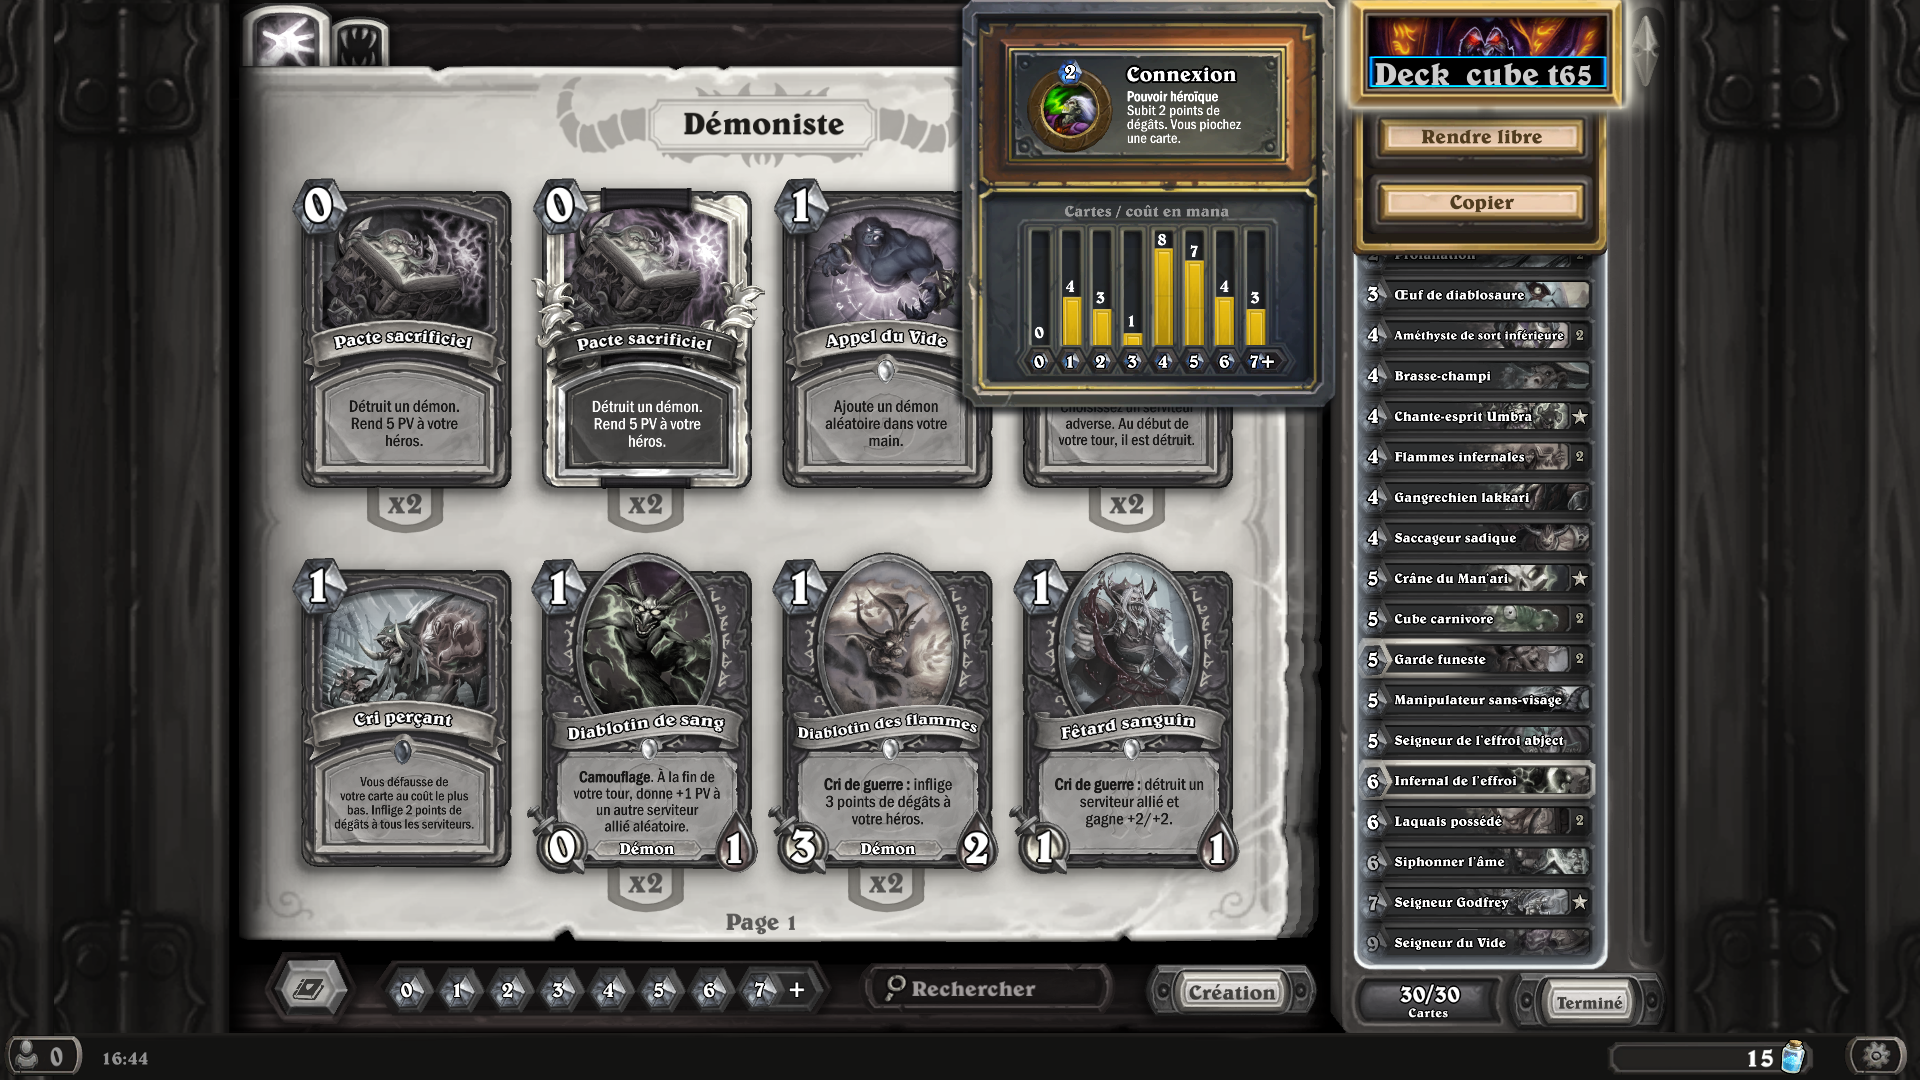 Démoniste
0
Pacte sacrificiel
Détruit un démon.
Rend 5 PV à votre
héros.
x2
0
Pacte sacrificiel
Détruit un démon.
Rend 5 PV à votre
héros.
x2
1
Appel du Vide
Ajoute un démon
aléatoire dans votre
main.
Choisissez un serviteur
adverse. Au début de
votre tour, il est détruit.
x2
1
Cri perçant
Vous défausse de
votre carte au coût le plus
bas. Inflige 2 points de
dégâts à tous les serviteurs.
1
Diablotin de sang
Camouflage. À la fin de
votre tour, donne +1 PV à
un autre serviteur
allié aléatoire.
0
Démon
1
x2
1
Diablotin des flammes
Cri de guerre : inflige
3 points de dégâts à
votre héros.
3
Démon
2
x2
1
Fêtard sanguin
Cri de guerre : détruit un
serviteur allié et
gagne +2/+2.
1
1
Page 1
2
Connexion
Pouvoir héroïque
Subit 2 points de
dégâts. Vous piochez
une carte.
Cartes / coût en mana
0 4 3 1 8 7 4 3
0 1 2 3 4 5 6 7+
Deck cube t65
Rendre libre
Copier
2 Profanation 2
3 Œuf de diablosaure
4 Améthyste de sort inférieure 2
4 Brasse-champi
4 Chante-esprit Umbra
4 Flammes infernales 2
4 Gangrechien lakkari
4 Saccageur sadique
5 Crâne du Man'ari
5 Cube carnivore 2
5 Garde funeste 2
5 Manipulateur sans-visage
5 Seigneur de l'effroi abject
6 Infernal de l'effroi
6 Laquais possédé 2
6 Siphonner l'âme
7 Seigneur Godfrey
9 Seigneur du Vide
0 1 2 3 4 5 6 7 +
Rechercher
Création
30/30
Cartes
Terminé
0
16:44
15